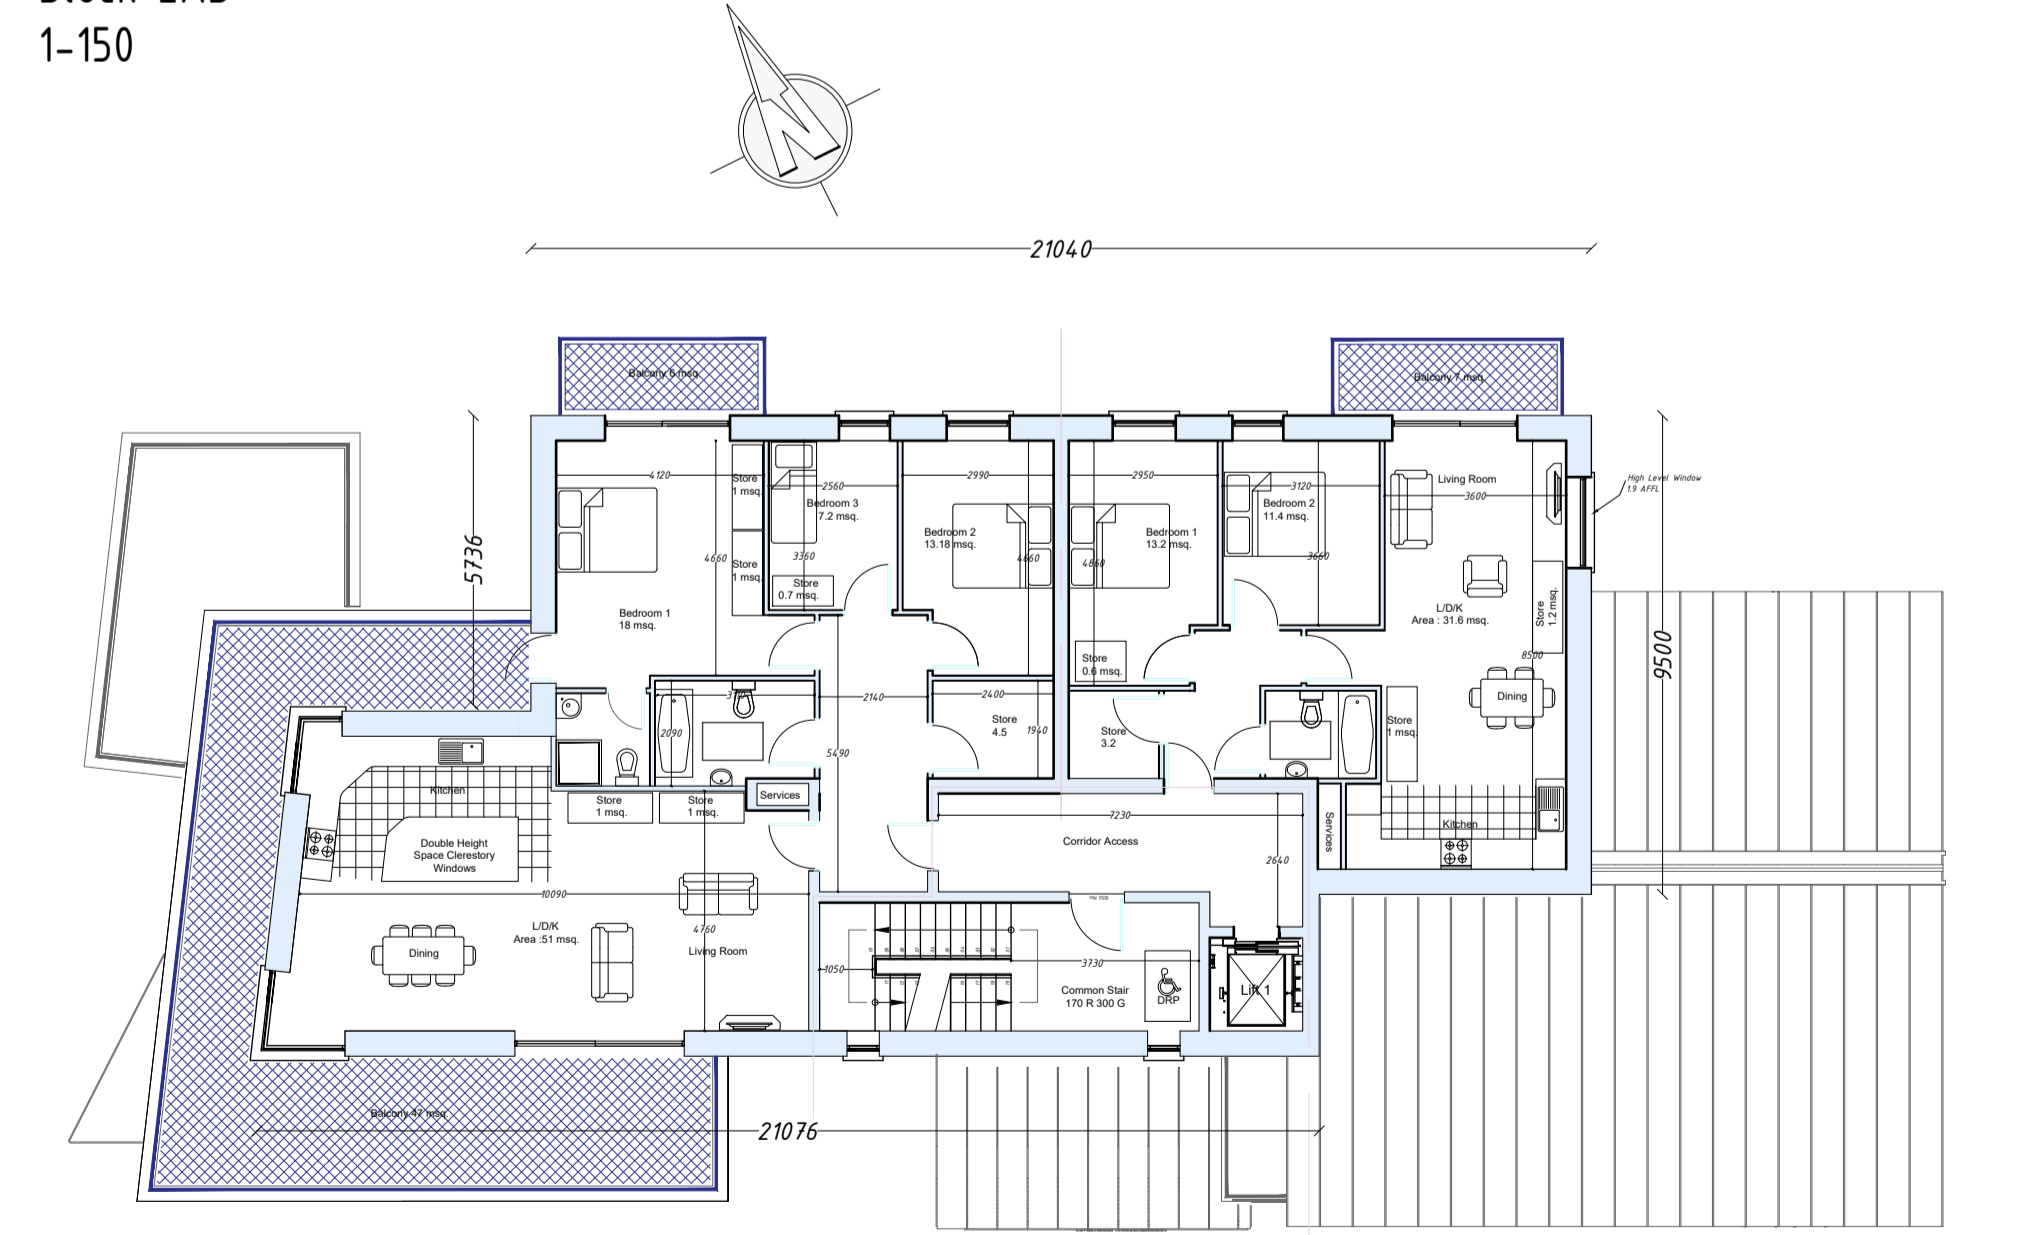 1-150
N
21040
Balcony 6 msq.
Balcony 7 msq.
5736
9500
High Level Window
1.9 AFFL
4120
Store
1 msq.
Store
1 msq.
4660
Bedroom 1
18 msq.
2560
Bedroom 3
7.2 msq.
3360
Store
0.7 msq.
2990
Bedroom 2
13.18 msq.
4660
2950
Bedroom 1
13.2 msq.
4860
Store
0.6 msq.
3120
Bedroom 2
11.4 msq.
3660
Living Room
3600
L/D/K
Area : 31.6 msq.
Store
1.2 msq.
8500
Dining
2090
2140
5490
2400
Store
4.5
1940
Store
3.2
Store
1 msq.
Kitchen
Services
Kitchen
Double Height
Space Clerestory
Windows
Store
1 msq.
Store
1 msq.
Services
7230
Corridor Access
2640
10090
L/D/K
Area :51 msq.
4760
Living Room
Dining
1050
3730
Common Stair
170 R 300 G
DRP
Lift 1
Balcony 47 msq.
21076